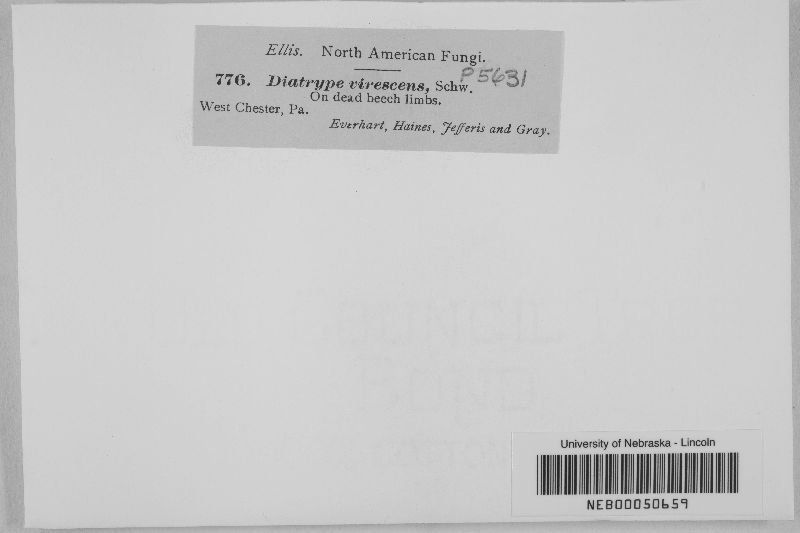 Ellis. North American Fungi.
776. Diatrype virescens, Schw. P5631
On dead beech limbs.
West Chester, Pa.
Everhart, Haines, Jefferis and Gray.
University of Nebraska - Lincoln
NEB00050659